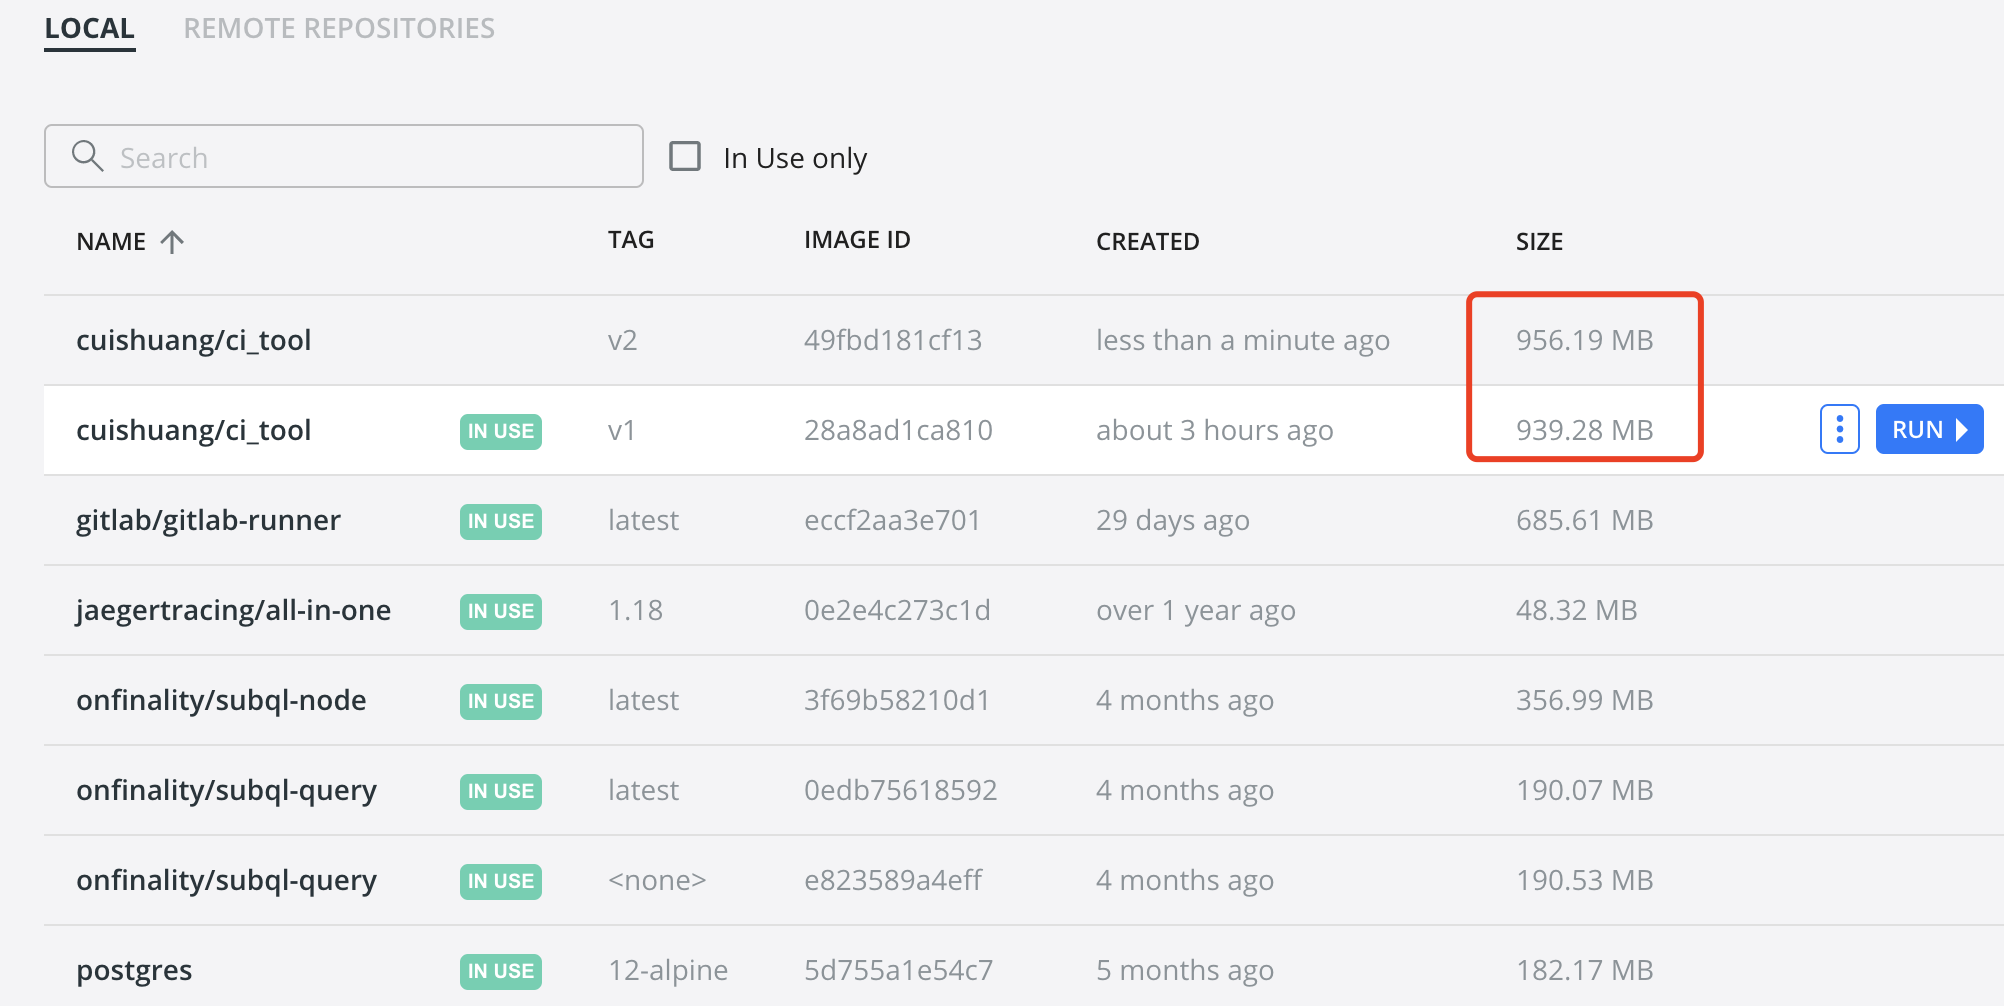 LOCAL REMOTE REPOSITORIES
Search In Use only
NAME TAG IMAGE ID CREATED SIZE
cuishuang/ci_tool v2 49fbd181cf13 less than a minute ago 956.19 MB
cuishuang/ci_tool IN USE v1 28a8ad1ca810 about 3 hours ago 939.28 MB RUN
gitlab/gitlab-runner IN USE latest eccf2aa3e701 29 days ago 685.61 MB
jaegertracing/all-in-one IN USE 1.18 0e2e4c273c1d over 1 year ago 48.32 MB
onfinality/subql-node IN USE latest 3f69b58210d1 4 months ago 356.99 MB
onfinality/subql-query IN USE latest 0edb75618592 4 months ago 190.07 MB
onfinality/subql-query IN USE <none> e823589a4eff 4 months ago 190.53 MB
postgres IN USE 12-alpine 5d755a1e54c7 5 months ago 182.17 MB